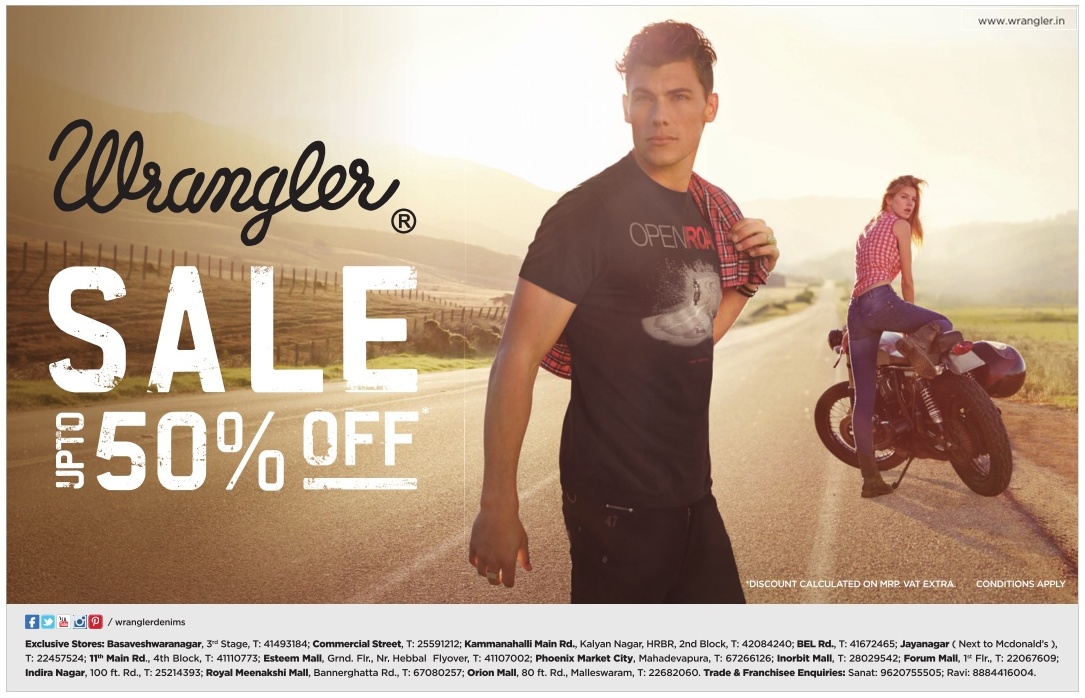 www.wrangler.in
Wrangler®
SALE
UPTO 50% OFF*
OPENROA
47
*DISCOUNT CALCULATED ON MRP. VAT EXTRA. CONDITIONS APPLY
/ wranglerdenims
Exclusive Stores: Basaveshwaranagar, 3rd Stage, T: 41493184; Commercial Street, T: 25591212; Kammanahalli Main Rd., Kalyan Nagar, HRBR, 2nd Block, T: 42084240; BEL Rd., T: 41672465; Jayanagar ( Next to Mcdonald's ),
T: 22457524; 11th Main Rd., 4th Block, T: 41110773; Esteem Mall, Grnd. Flr., Nr. Hebbal Flyover, T: 41107002; Phoenix Market City, Mahadevapura, T: 67266126; Inorbit Mall, T: 28029542; Forum Mall, 1st Flr., T: 22067609;
Indira Nagar, 100 ft. Rd., T: 25214393; Royal Meenakshi Mall, Bannerghatta Rd., T: 67080257; Orion Mall, 80 ft. Rd., Malleswaram, T: 22682060. Trade & Franchisee Enquiries: Sanat: 9620755505; Ravi: 8884416004.